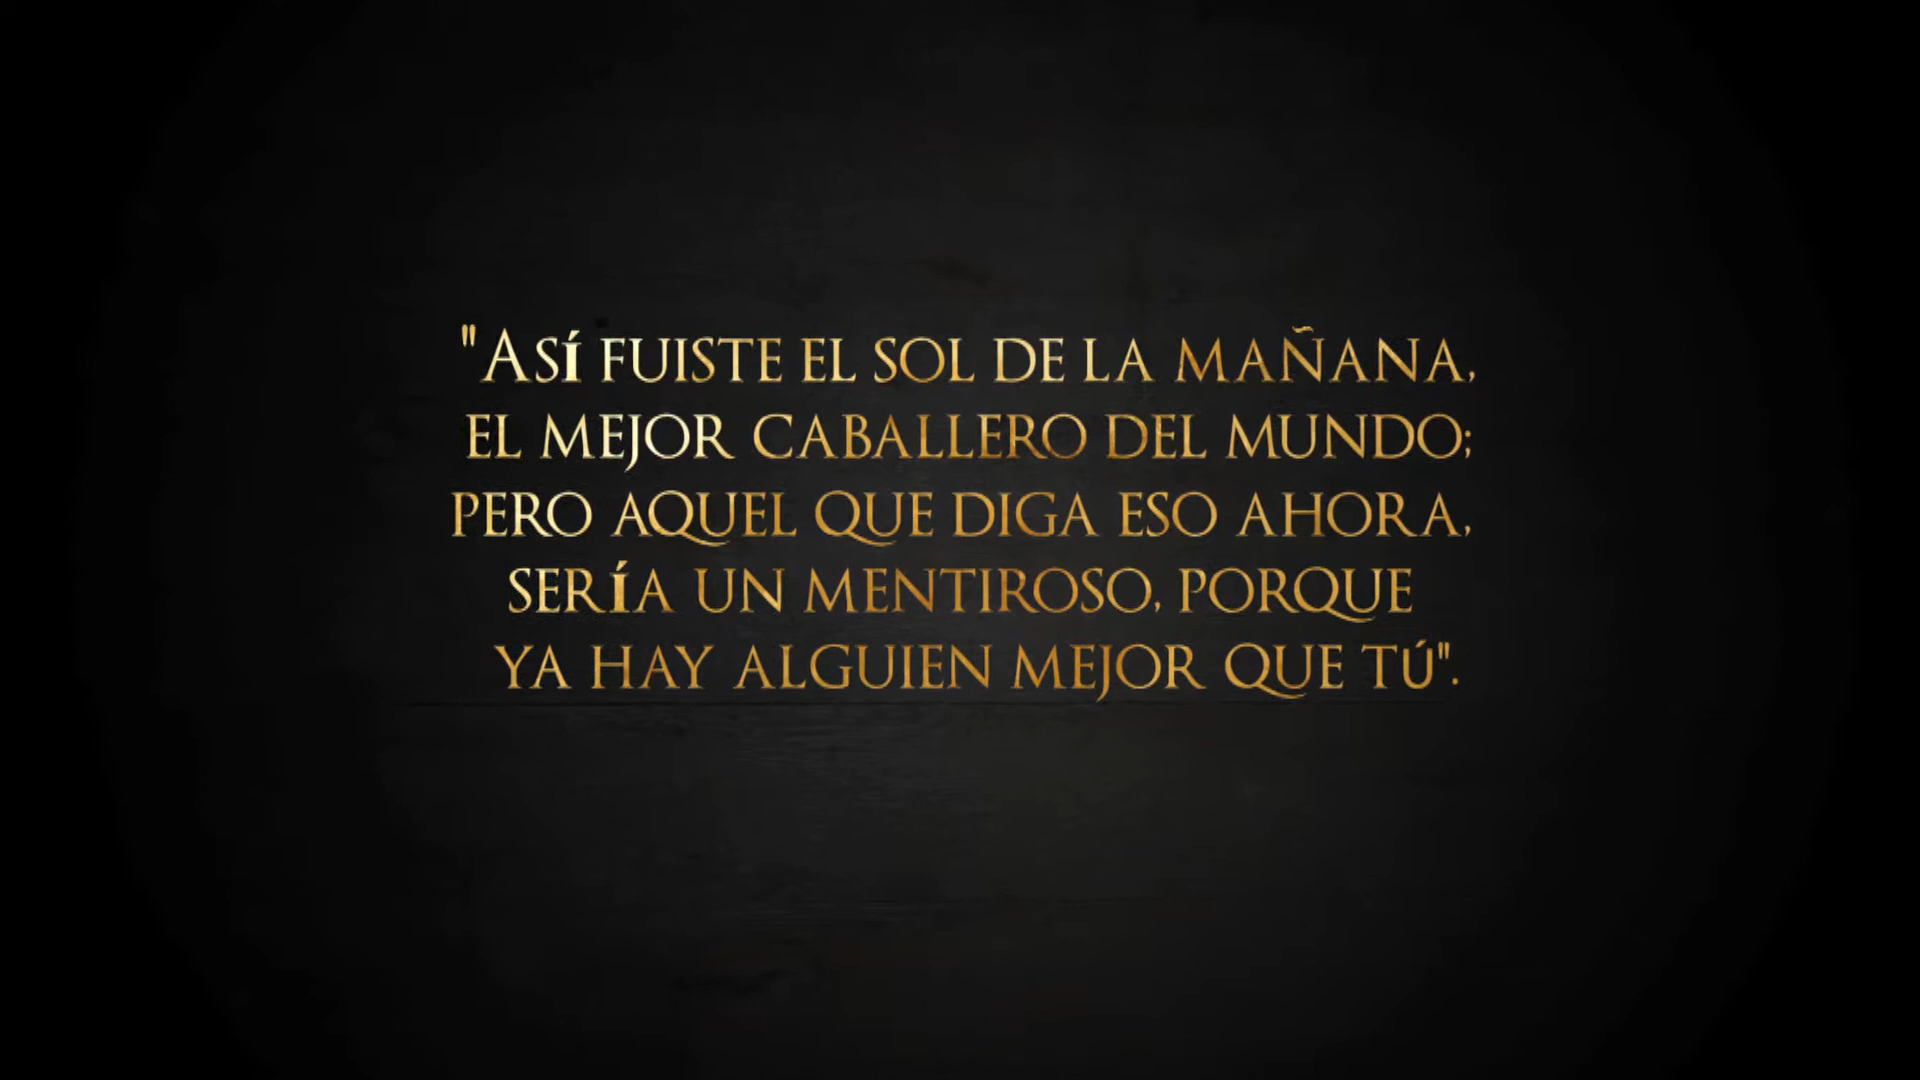 "Así FUISTE EL SOL DE LA MAÑANA,
EL MEJOR CABALLERO DEL MUNDO;
PERO AQUEL QUE DIGA ESO AHORA,
SERíA UN MENTIROSO, PORQUE
YA HAY ALGUIEN MEJOR QUE TÚ".